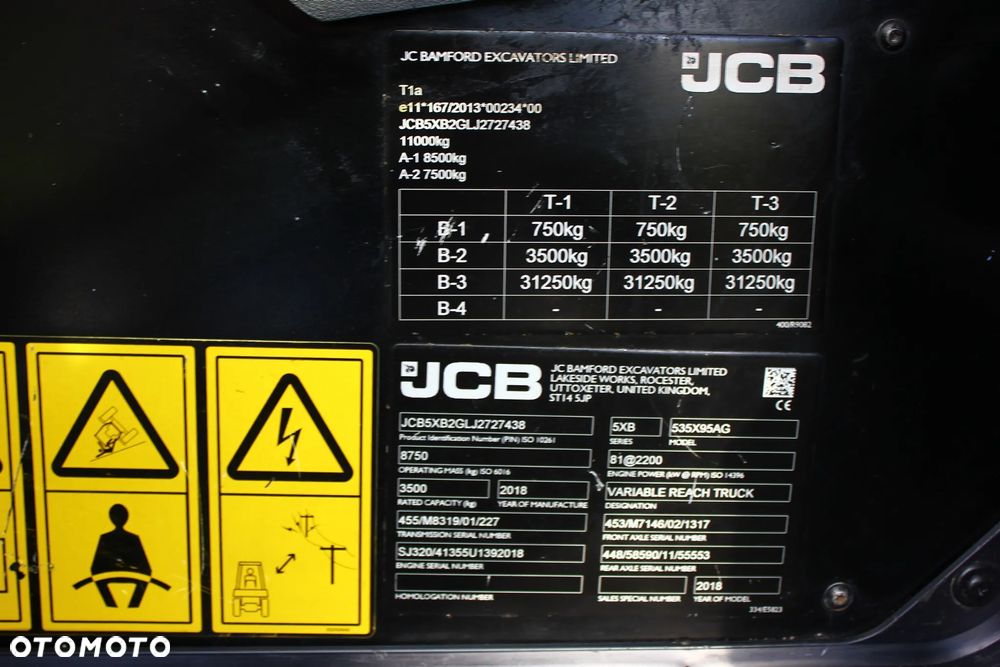 JC BAMFORD EXCAVATORS LIMITED
JCB
T1a
e11*167/2013*00234*00
JCB5XB2GLJ2727438
11000kg
A-1 8500kg
A-2 7500kg
T-1 T-2 T-3
B-1 750kg 750kg 750kg
B-2 3500kg 3500kg 3500kg
B-3 31250kg 31250kg 31250kg
B-4 - - -
400/R9082
JCB
JC BAMFORD EXCAVATORS LIMITED
LAKESIDE WORKS, ROCESTER,
UTTOXETER, UNITED KINGDOM,
ST14 5JP
CE
JCB5XB2GLJ2727438
Product Identification Number (PIN) ISO 10261
5XB 535X95AG
SERIES MODEL
8750
OPERATING MASS (kg) ISO 6016
81@2200
ENGINE POWER (kW @ RPM) ISO 14396
3500 2018
RATED CAPACITY (kg) YEAR OF MANUFACTURE
VARIABLE REACH TRUCK
DESIGNATION
455/M8319/01/227
TRANSMISSION SERIAL NUMBER
453/M7146/02/1317
FRONT AXLE SERIAL NUMBER
SJ320/41355U1392018
ENGINE SERIAL NUMBER
448/58590/11/55553
REAR AXLE SERIAL NUMBER
HOMOLOGATION NUMBER
2018
SALES SPECIAL NUMBER YEAR OF MODEL
334/E5823
OTOMOTO